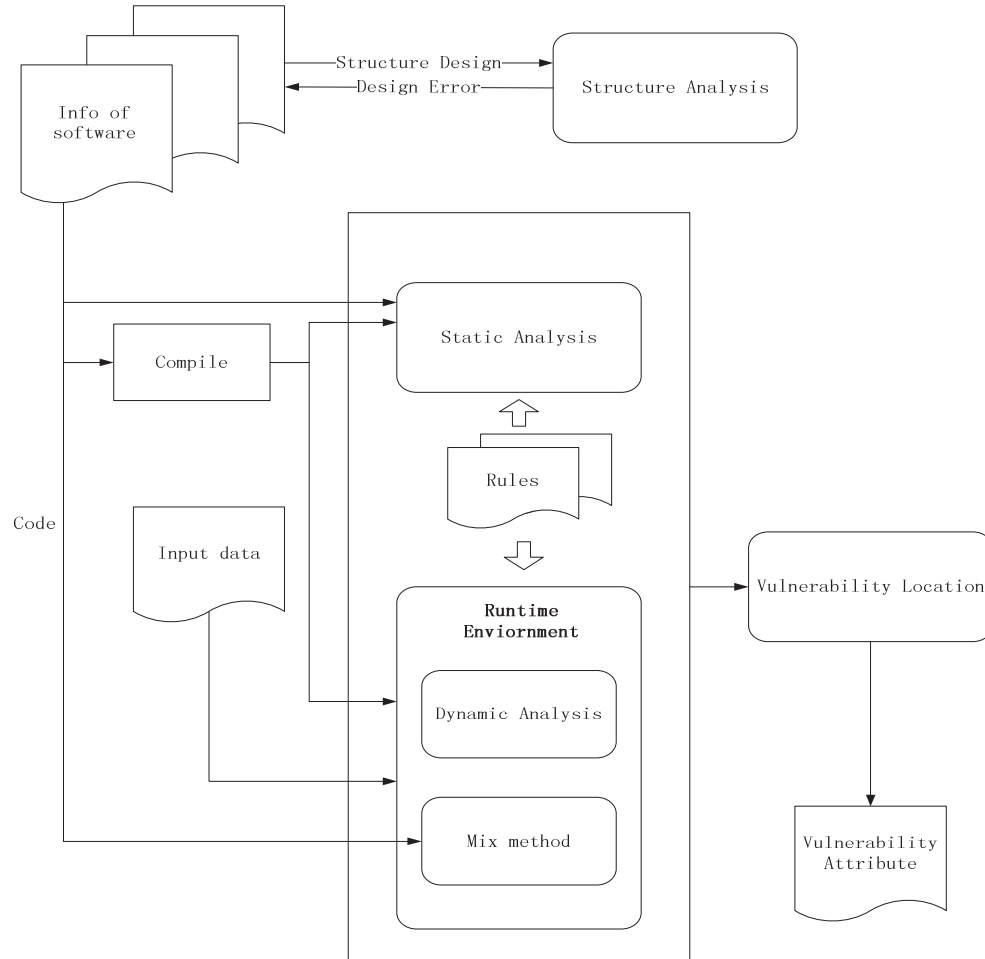 Structure Design
Design Error
Structure Analysis
Info of
software
Static Analysis
Compile
Rules
Code
Input data
Vulnerability Location
Runtime
Enviornment
Dynamic Analysis
Mix method
Vulnerability
Attribute